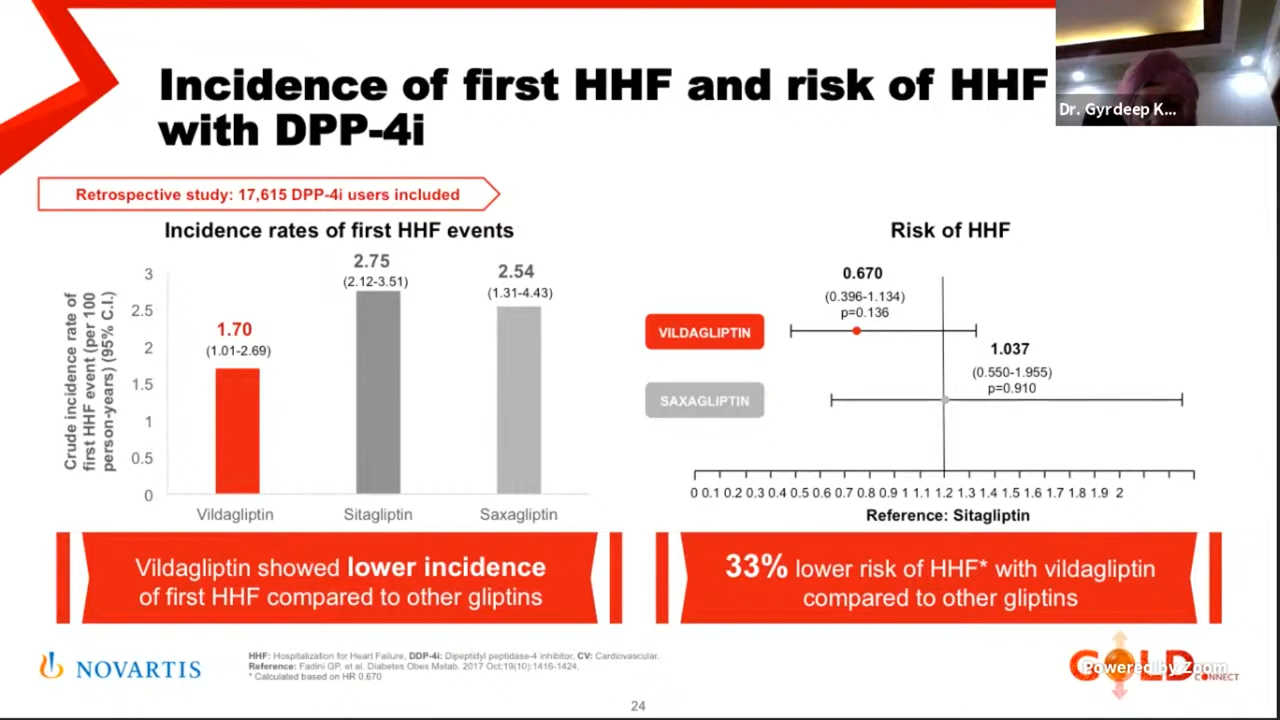 Incidence of first HHF and risk of HHF
with DPP-4i
Dr. Gyrdeep K...
Retrospective study: 17,615 DPP-4i users included
Incidence rates of first HHF events
Crude incidence rate of
first HHF event (per 100
person-years) (95% C.I.)
3
2.5
2
1.5
1
0.5
0
1.70
(1.01-2.69)
2.75
(2.12-3.51)
2.54
(1.31-4.43)
Vildagliptin
Sitagliptin
Saxagliptin
Risk of HHF
0.670
(0.396-1.134)
p=0.136
VILDAGLIPTIN
1.037
(0.550-1.955)
p=0.910
SAXAGLIPTIN
0 0.1 0.2 0.3 0.4 0.5 0.6 0.7 0.8 0.9 1 1.1 1.2 1.3 1.4 1.5 1.6 1.7 1.8 1.9 2
Reference: Sitagliptin
Vildagliptin showed lower incidence
of first HHF compared to other gliptins
33% lower risk of HHF* with vildagliptin
compared to other gliptins
NOVARTIS
HHF: Hospitalization for Heart Failure, DDP-4i: Dipeptidyl peptidase-4 inhibitor, CV: Cardiovascular.
Reference: Fadini GP, et al. Diabetes Obes Metab. 2017 Oct;19(10):1416-1424.
* Calculated based on HR 0.670
GOLD
CONNECT
Powered by Zoom
24